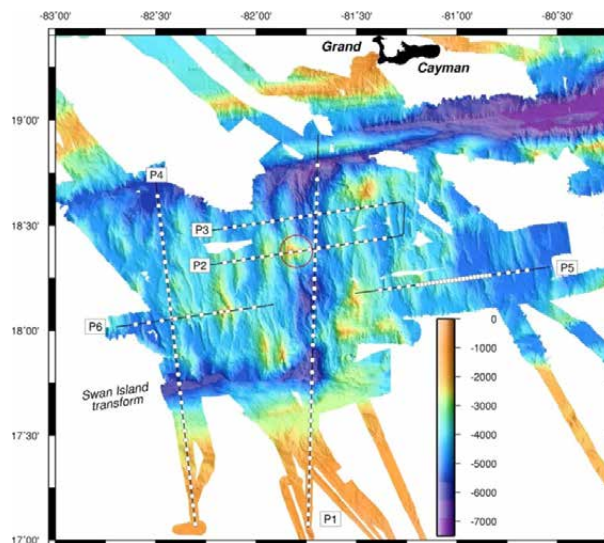 -83°00' -82°30' -82°00' -81°30' -81°00' -80°30'
Grand
Cayman
19°00'
P4
18°30'
P3
P2
P5
18°00'
P6
0
-1000
-2000
-3000
-4000
-5000
-6000
-7000
Swan Island
transform
17°30'
P1
17°00'